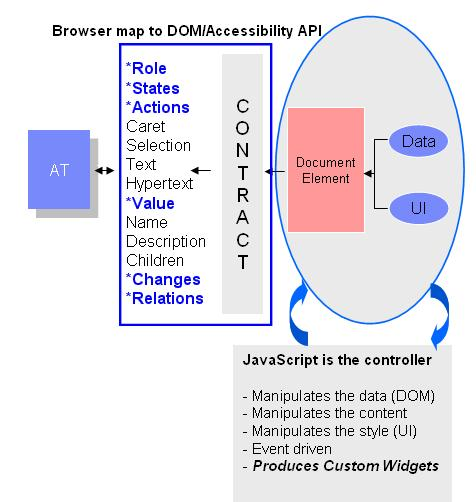 Browser map to DOM/Accessibility API
*Role
*States
*Actions
Caret
Selection
Text
Hypertext
*Value
Name
Description
Children
*Changes
*Relations
CONTRACT
AT
Document
Element
Data
UI
JavaScript is the controller
- Manipulates the data (DOM)
- Manipulates the content
- Manipulates the style (UI)
- Event driven
- Produces Custom Widgets